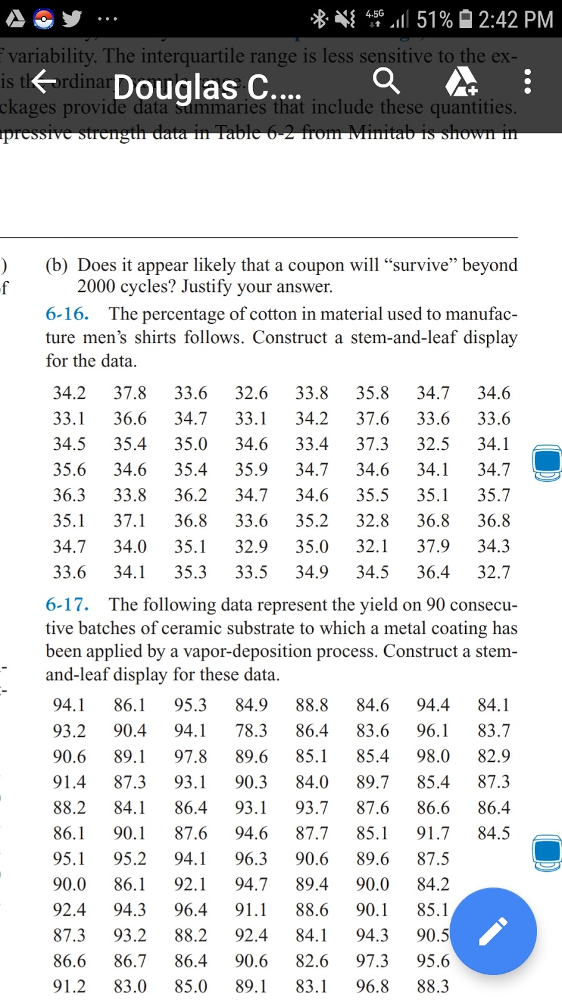 4.5G 51% 2:42 PM
f variability. The interquartile range is less sensitive to the ex-
is the ordinary sample range.
Douglas C....
ckages provide data summaries that include these quantities.
mpressive strength data in Table 6-2 from Minitab is shown in
)
f
(b) Does it appear likely that a coupon will “survive” beyond
2000 cycles? Justify your answer.
6-16. The percentage of cotton in material used to manufac-
ture men’s shirts follows. Construct a stem-and-leaf display
for the data.
34.2 37.8 33.6 32.6 33.8 35.8 34.7 34.6
33.1 36.6 34.7 33.1 34.2 37.6 33.6 33.6
34.5 35.4 35.0 34.6 33.4 37.3 32.5 34.1
35.6 34.6 35.4 35.9 34.7 34.6 34.1 34.7
36.3 33.8 36.2 34.7 34.6 35.5 35.1 35.7
35.1 37.1 36.8 33.6 35.2 32.8 36.8 36.8
34.7 34.0 35.1 32.9 35.0 32.1 37.9 34.3
33.6 34.1 35.3 33.5 34.9 34.5 36.4 32.7
6-17. The following data represent the yield on 90 consecu-
tive batches of ceramic substrate to which a metal coating has
been applied by a vapor-deposition process. Construct a stem-
and-leaf display for these data.
94.1 86.1 95.3 84.9 88.8 84.6 94.4 84.1
93.2 90.4 94.1 78.3 86.4 83.6 96.1 83.7
90.6 89.1 97.8 89.6 85.1 85.4 98.0 82.9
91.4 87.3 93.1 90.3 84.0 89.7 85.4 87.3
88.2 84.1 86.4 93.1 93.7 87.6 86.6 86.4
86.1 90.1 87.6 94.6 87.7 85.1 91.7 84.5
95.1 95.2 94.1 96.3 90.6 89.6 87.5
90.0 86.1 92.1 94.7 89.4 90.0 84.2
92.4 94.3 96.4 91.1 88.6 90.1 85.1
87.3 93.2 88.2 92.4 84.1 94.3 90.5
86.6 86.7 86.4 90.6 82.6 97.3 95.6
91.2 83.0 85.0 89.1 83.1 96.8 88.3